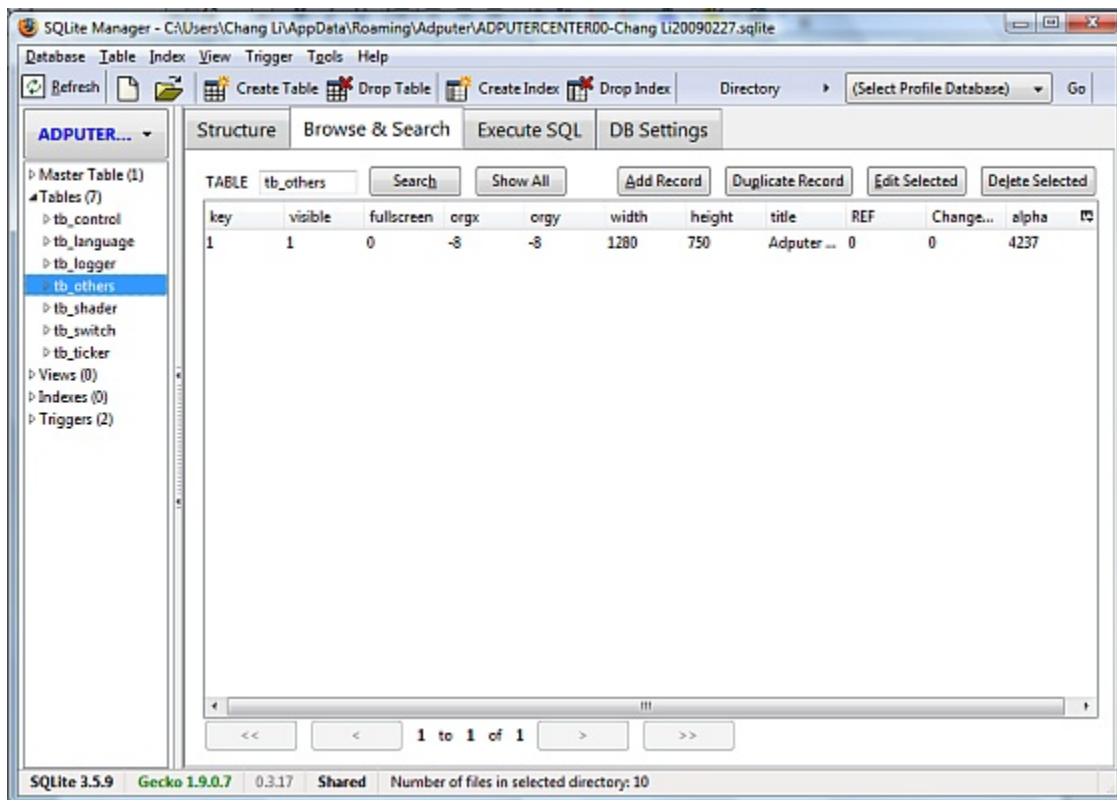 SQLite Manager - C:\Users\Chang Li\AppData\Roaming\Adputer\ADPUTERCENTER00-Chang Li20090227.sqlite
Database Table Index View Trigger Tools Help
Refresh Create Table Drop Table Create Index Drop Index Directory (Select Profile Database) Go
ADPUTER... Structure Browse & Search Execute SQL DB Settings
Master Table (1)
Tables (7)
tb_control
tb_language
tb_logger
tb_others
tb_shader
tb_switch
tb_ticker
Views (0)
Indexes (0)
Triggers (2)
TABLE tb_others Search Show All Add Record Duplicate Record Edit Selected Delete Selected
key visible fullscreen orgx orgy width height title REF Change... alpha
1 1 0 -8 -8 1280 750 Adputer ... 0 0 4237
<< < 1 to 1 of 1 > >>
SQLite 3.5.9 Gecko 1.9.0.7 0.3.17 Shared Number of files in selected directory: 10